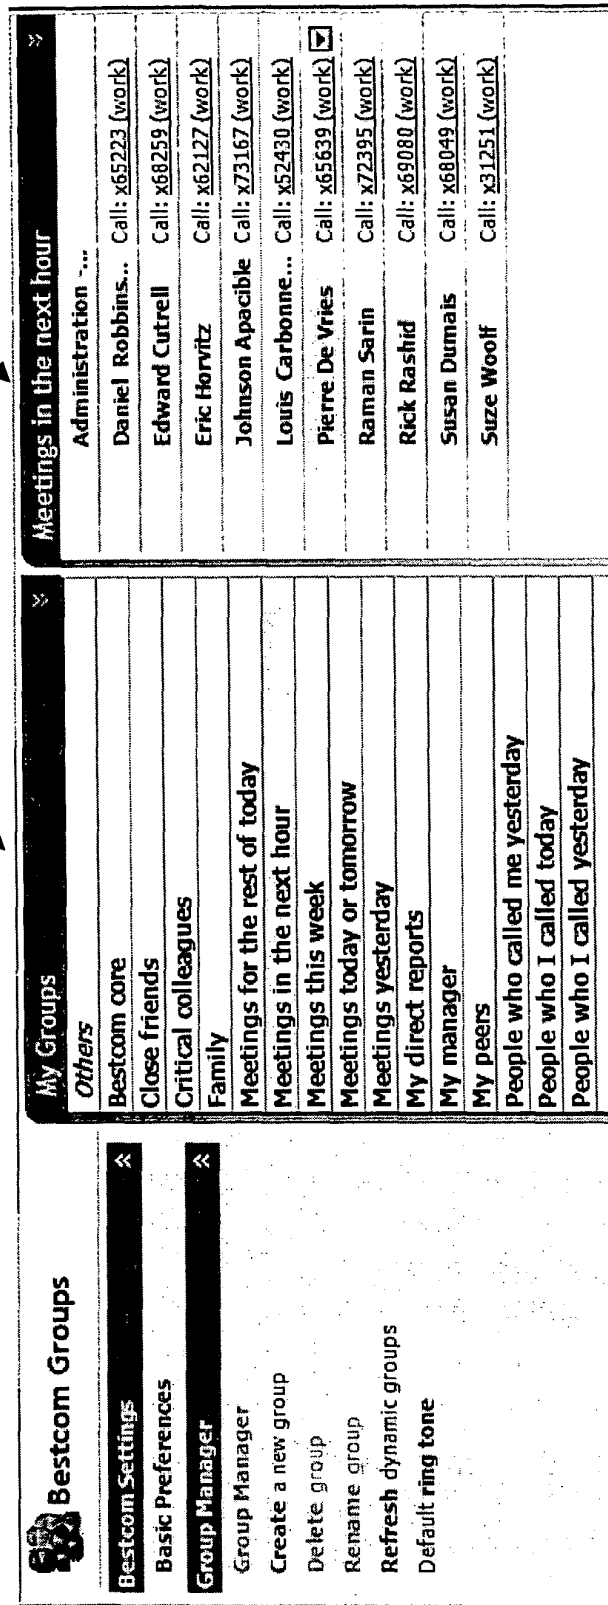 Bestcom Groups
Bestcom Settings
Basic Preferences
Group Manager
Group Manager
Create a new group
Delete group
Rename group
Refresh dynamic groups
Default ring tone
My Groups
Others
Bestcom core
Close friends
Critical colleagues
Family
Meetings for the rest of today
Meetings in the next hour
Meetings this week
Meetings today or tomorrow
Meetings yesterday
My direct reports
My manager
My peers
People who called me yesterday
People who I called today
People who I called yesterday
Meetings in the next hour
Administration -...
Daniel Robbins... Call: x65223 (work)
Edward Cutrell Call: x68259 (work)
Eric Horvitz Call: x62127 (work)
Johnson Apacible Call: x73167 (work)
Louis Carbonne... Call: x52430 (work)
Pierre De Vries Call: x65639 (work)
Raman Sarin Call: x72395 (work)
Rick Rashid Call: x69080 (work)
Susan Dumais Call: x68049 (work)
Suze Woolf Call: x31251 (work)